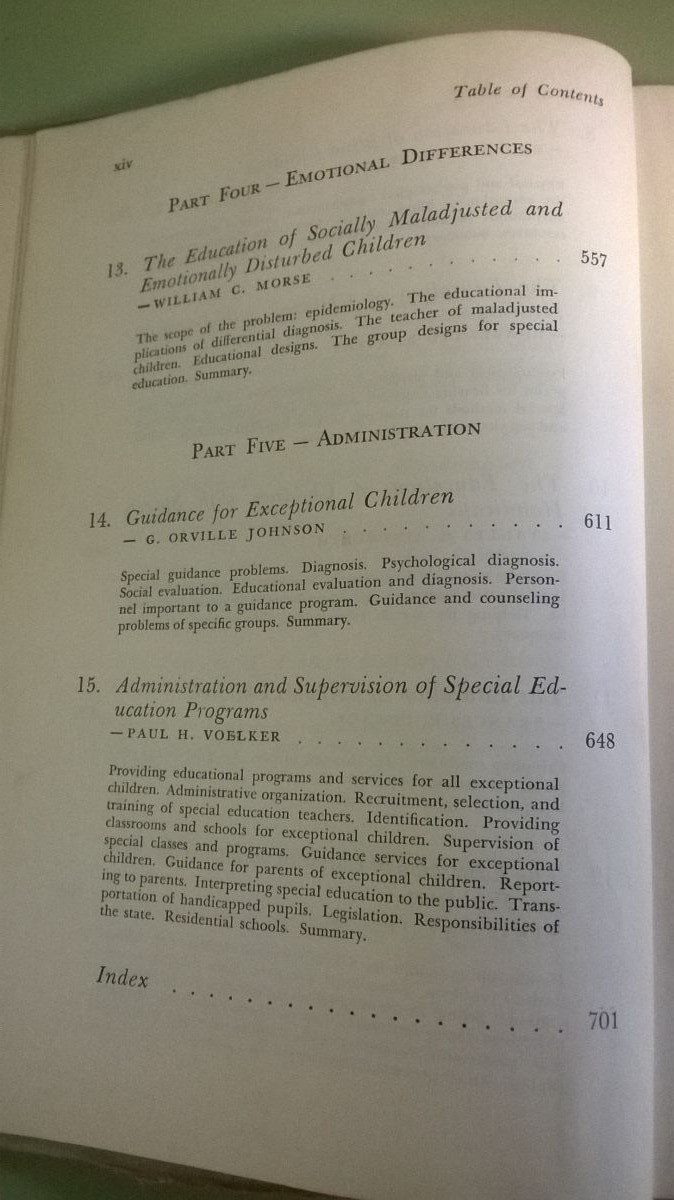 Table of Contents
xiv
PART FOUR — EMOTIONAL DIFFERENCES
13. The Education of Socially Maladjusted and
Emotionally Disturbed Children
—WILLIAM C. MORSE . . . . . . . . . . . . 557
The scope of the problem: epidemiology. The educational im-
plications of differential diagnosis. The teacher of maladjusted
children. Educational designs. The group designs for special
education. Summary.
PART FIVE — ADMINISTRATION
14. Guidance for Exceptional Children
— G. ORVILLE JOHNSON . . . . . . . . . . . 611
Special guidance problems. Diagnosis. Psychological diagnosis.
Social evaluation. Educational evaluation and diagnosis. Person-
nel important to a guidance program. Guidance and counseling
problems of specific groups. Summary.
15. Administration and Supervision of Special Ed-
ucation Programs
—PAUL H. VOELKER . . . . . . . . . . . . . 648
Providing educational programs and services for all exceptional
children. Administrative organization. Recruitment, selection, and
training of special education teachers. Identification. Providing
classrooms and schools for exceptional children. Supervision of
special classes and programs. Guidance services for exceptional
children. Guidance for parents of exceptional children. Report-
ing to parents. Interpreting special education to the public. Trans-
portation of handicapped pupils. Legislation. Responsibilities of
the state. Residential schools. Summary.
Index . . . . . . . . . . . . . . . . . . 701